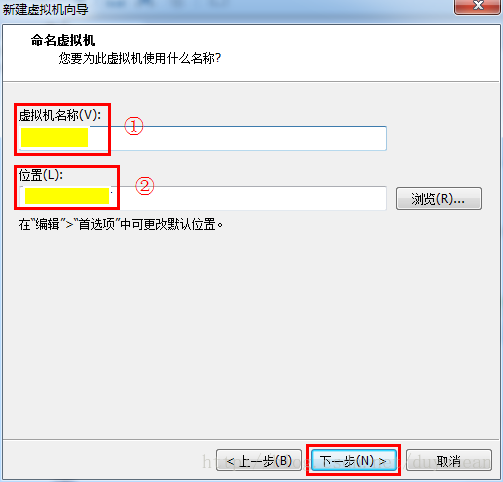 新建虚拟机向导
命名虚拟机
您要为此虚拟机使用什么名称?
虚拟机名称(V):
①
位置(L):
②
浏览(R)...
在“编辑”>“首选项”中可更改默认位置。
< 上一步(B)
下一步(N) >
取消